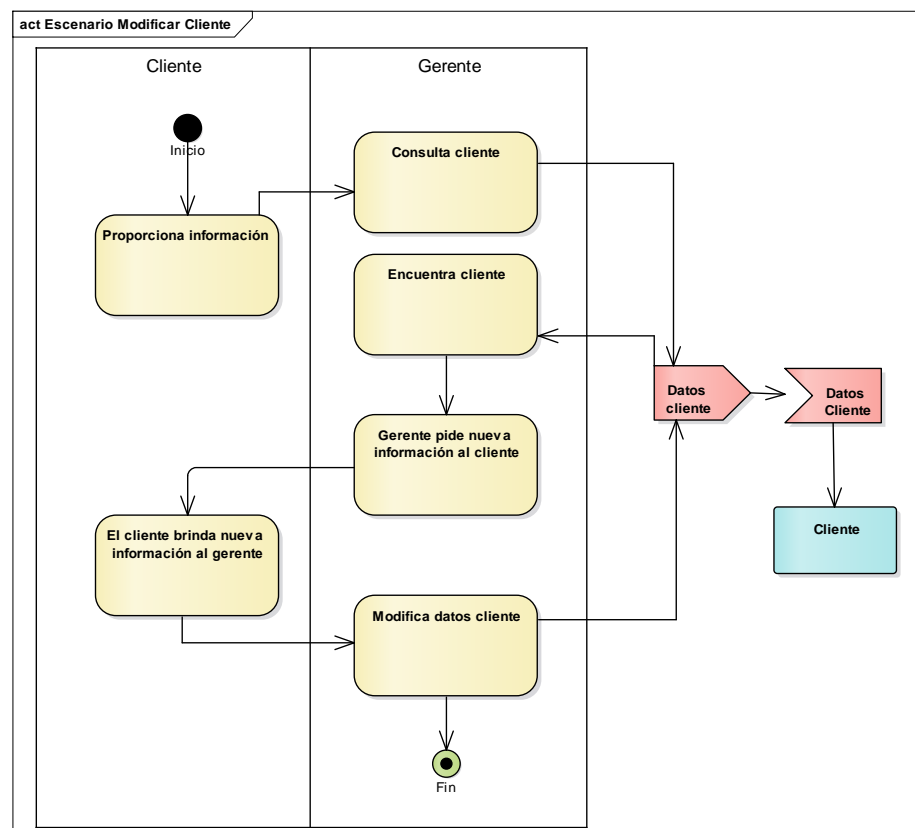 act Escenario Modificar Cliente
Cliente
Gerente
Inicio
Consulta cliente
Proporciona información
Encuentra cliente
Datos
cliente
Datos
Cliente
Gerente pide nueva
información al cliente
El cliente brinda nueva
información al gerente
Cliente
Modifica datos cliente
Fin